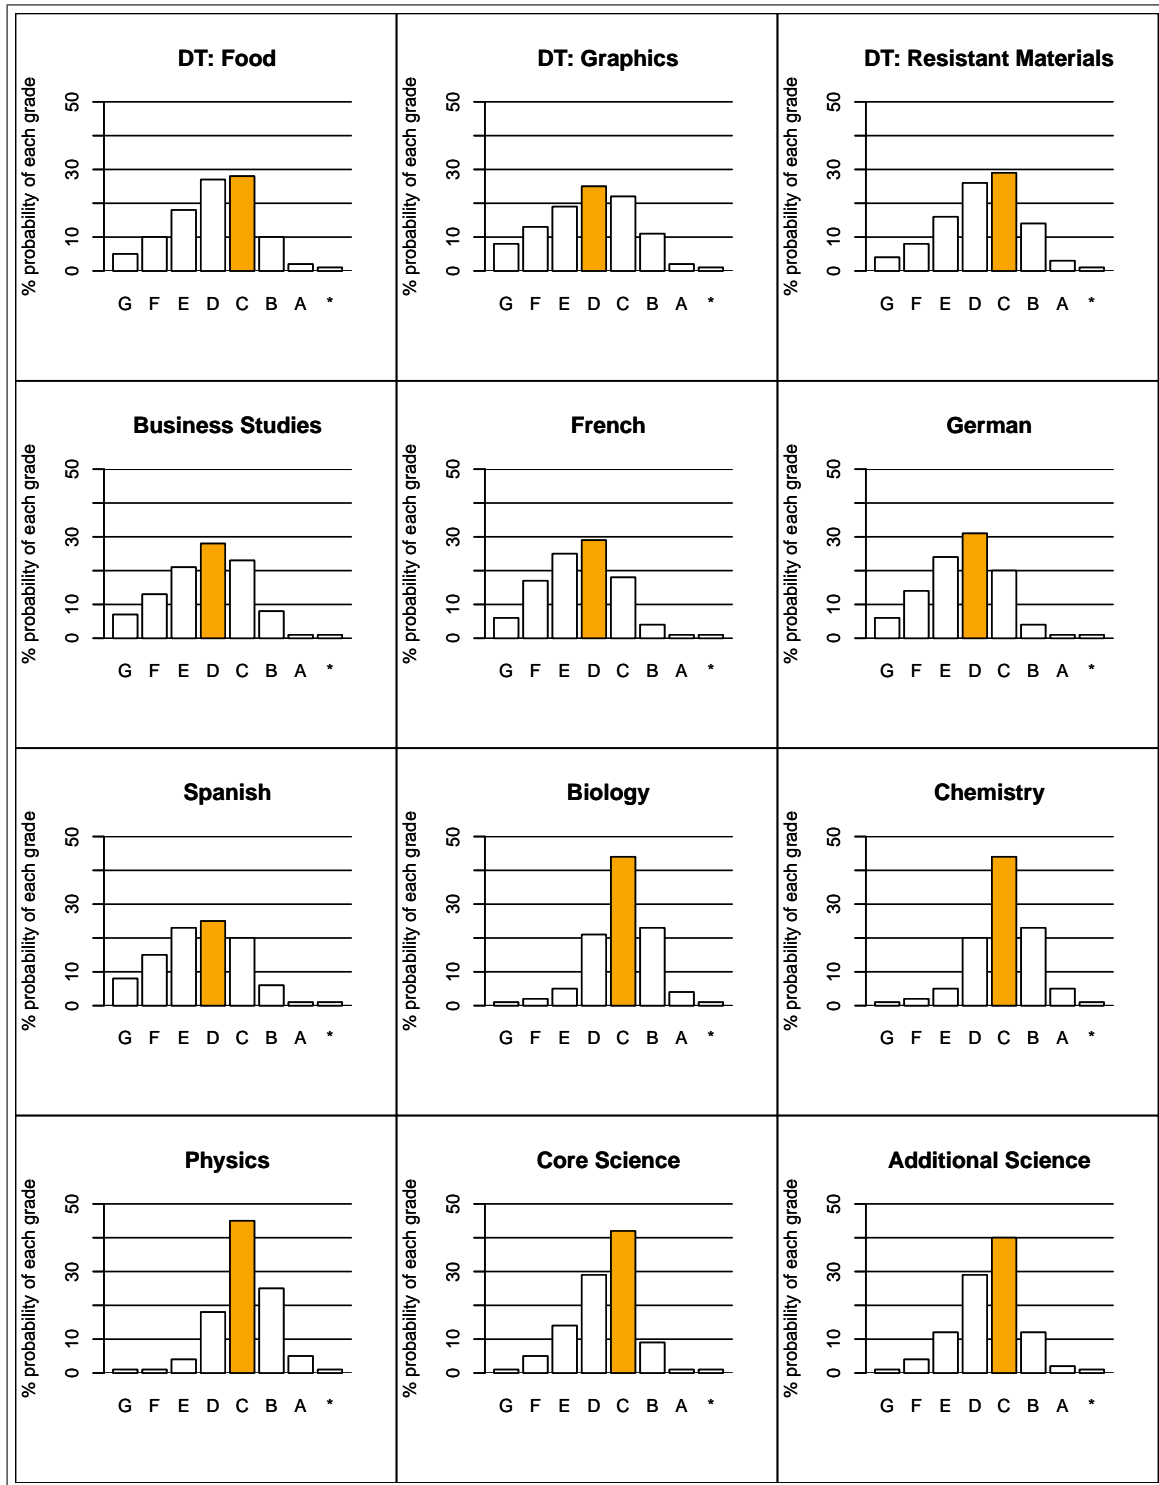 DT: Food
% probability of each grade
50
30
10
0
G F E D C B A *
DT: Graphics
% probability of each grade
50
30
10
0
G F E D C B A *
DT: Resistant Materials
% probability of each grade
50
30
10
0
G F E D C B A *
Business Studies
% probability of each grade
50
30
10
0
G F E D C B A *
French
% probability of each grade
50
30
10
0
G F E D C B A *
German
% probability of each grade
50
30
10
0
G F E D C B A *
Spanish
% probability of each grade
50
30
10
0
G F E D C B A *
Biology
% probability of each grade
50
30
10
0
G F E D C B A *
Chemistry
% probability of each grade
50
30
10
0
G F E D C B A *
Physics
% probability of each grade
50
30
10
0
G F E D C B A *
Core Science
% probability of each grade
50
30
10
0
G F E D C B A *
Additional Science
% probability of each grade
50
30
10
0
G F E D C B A *